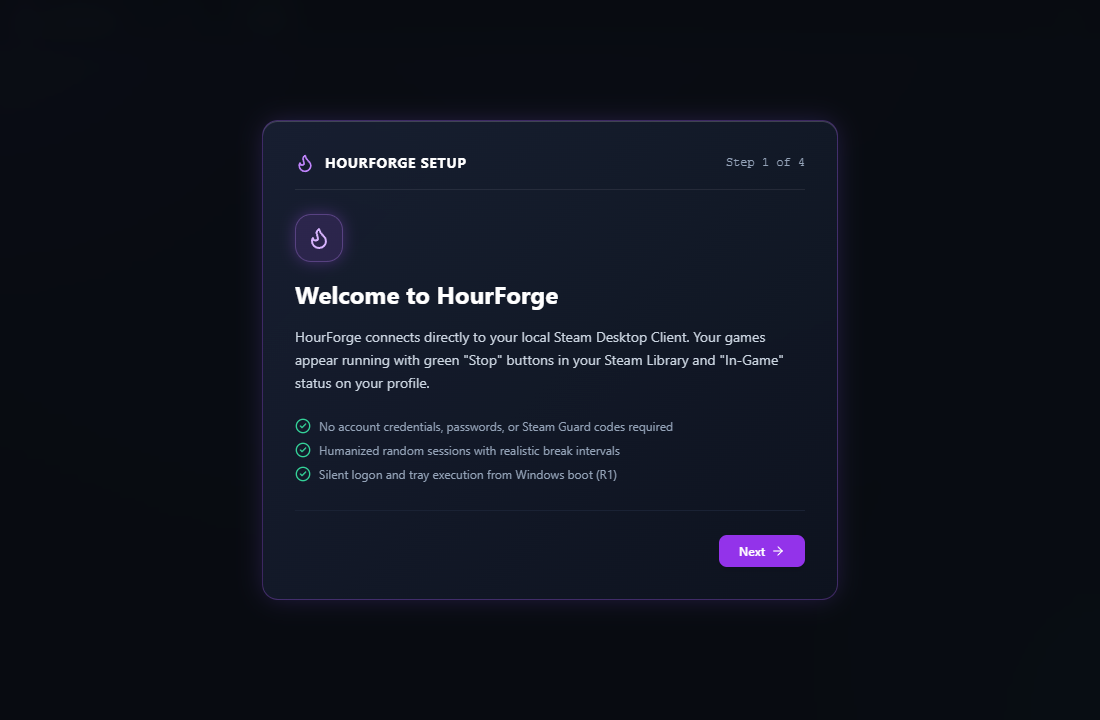 HOURFORGE SETUP
Step 1 of 4
Welcome to HourForge
HourForge connects directly to your local Steam Desktop Client. Your games
appear running with green "Stop" buttons in your Steam Library and "In-Game"
status on your profile.
No account credentials, passwords, or Steam Guard codes required
Humanized random sessions with realistic break intervals
Silent logon and tray execution from Windows boot (R1)
Next